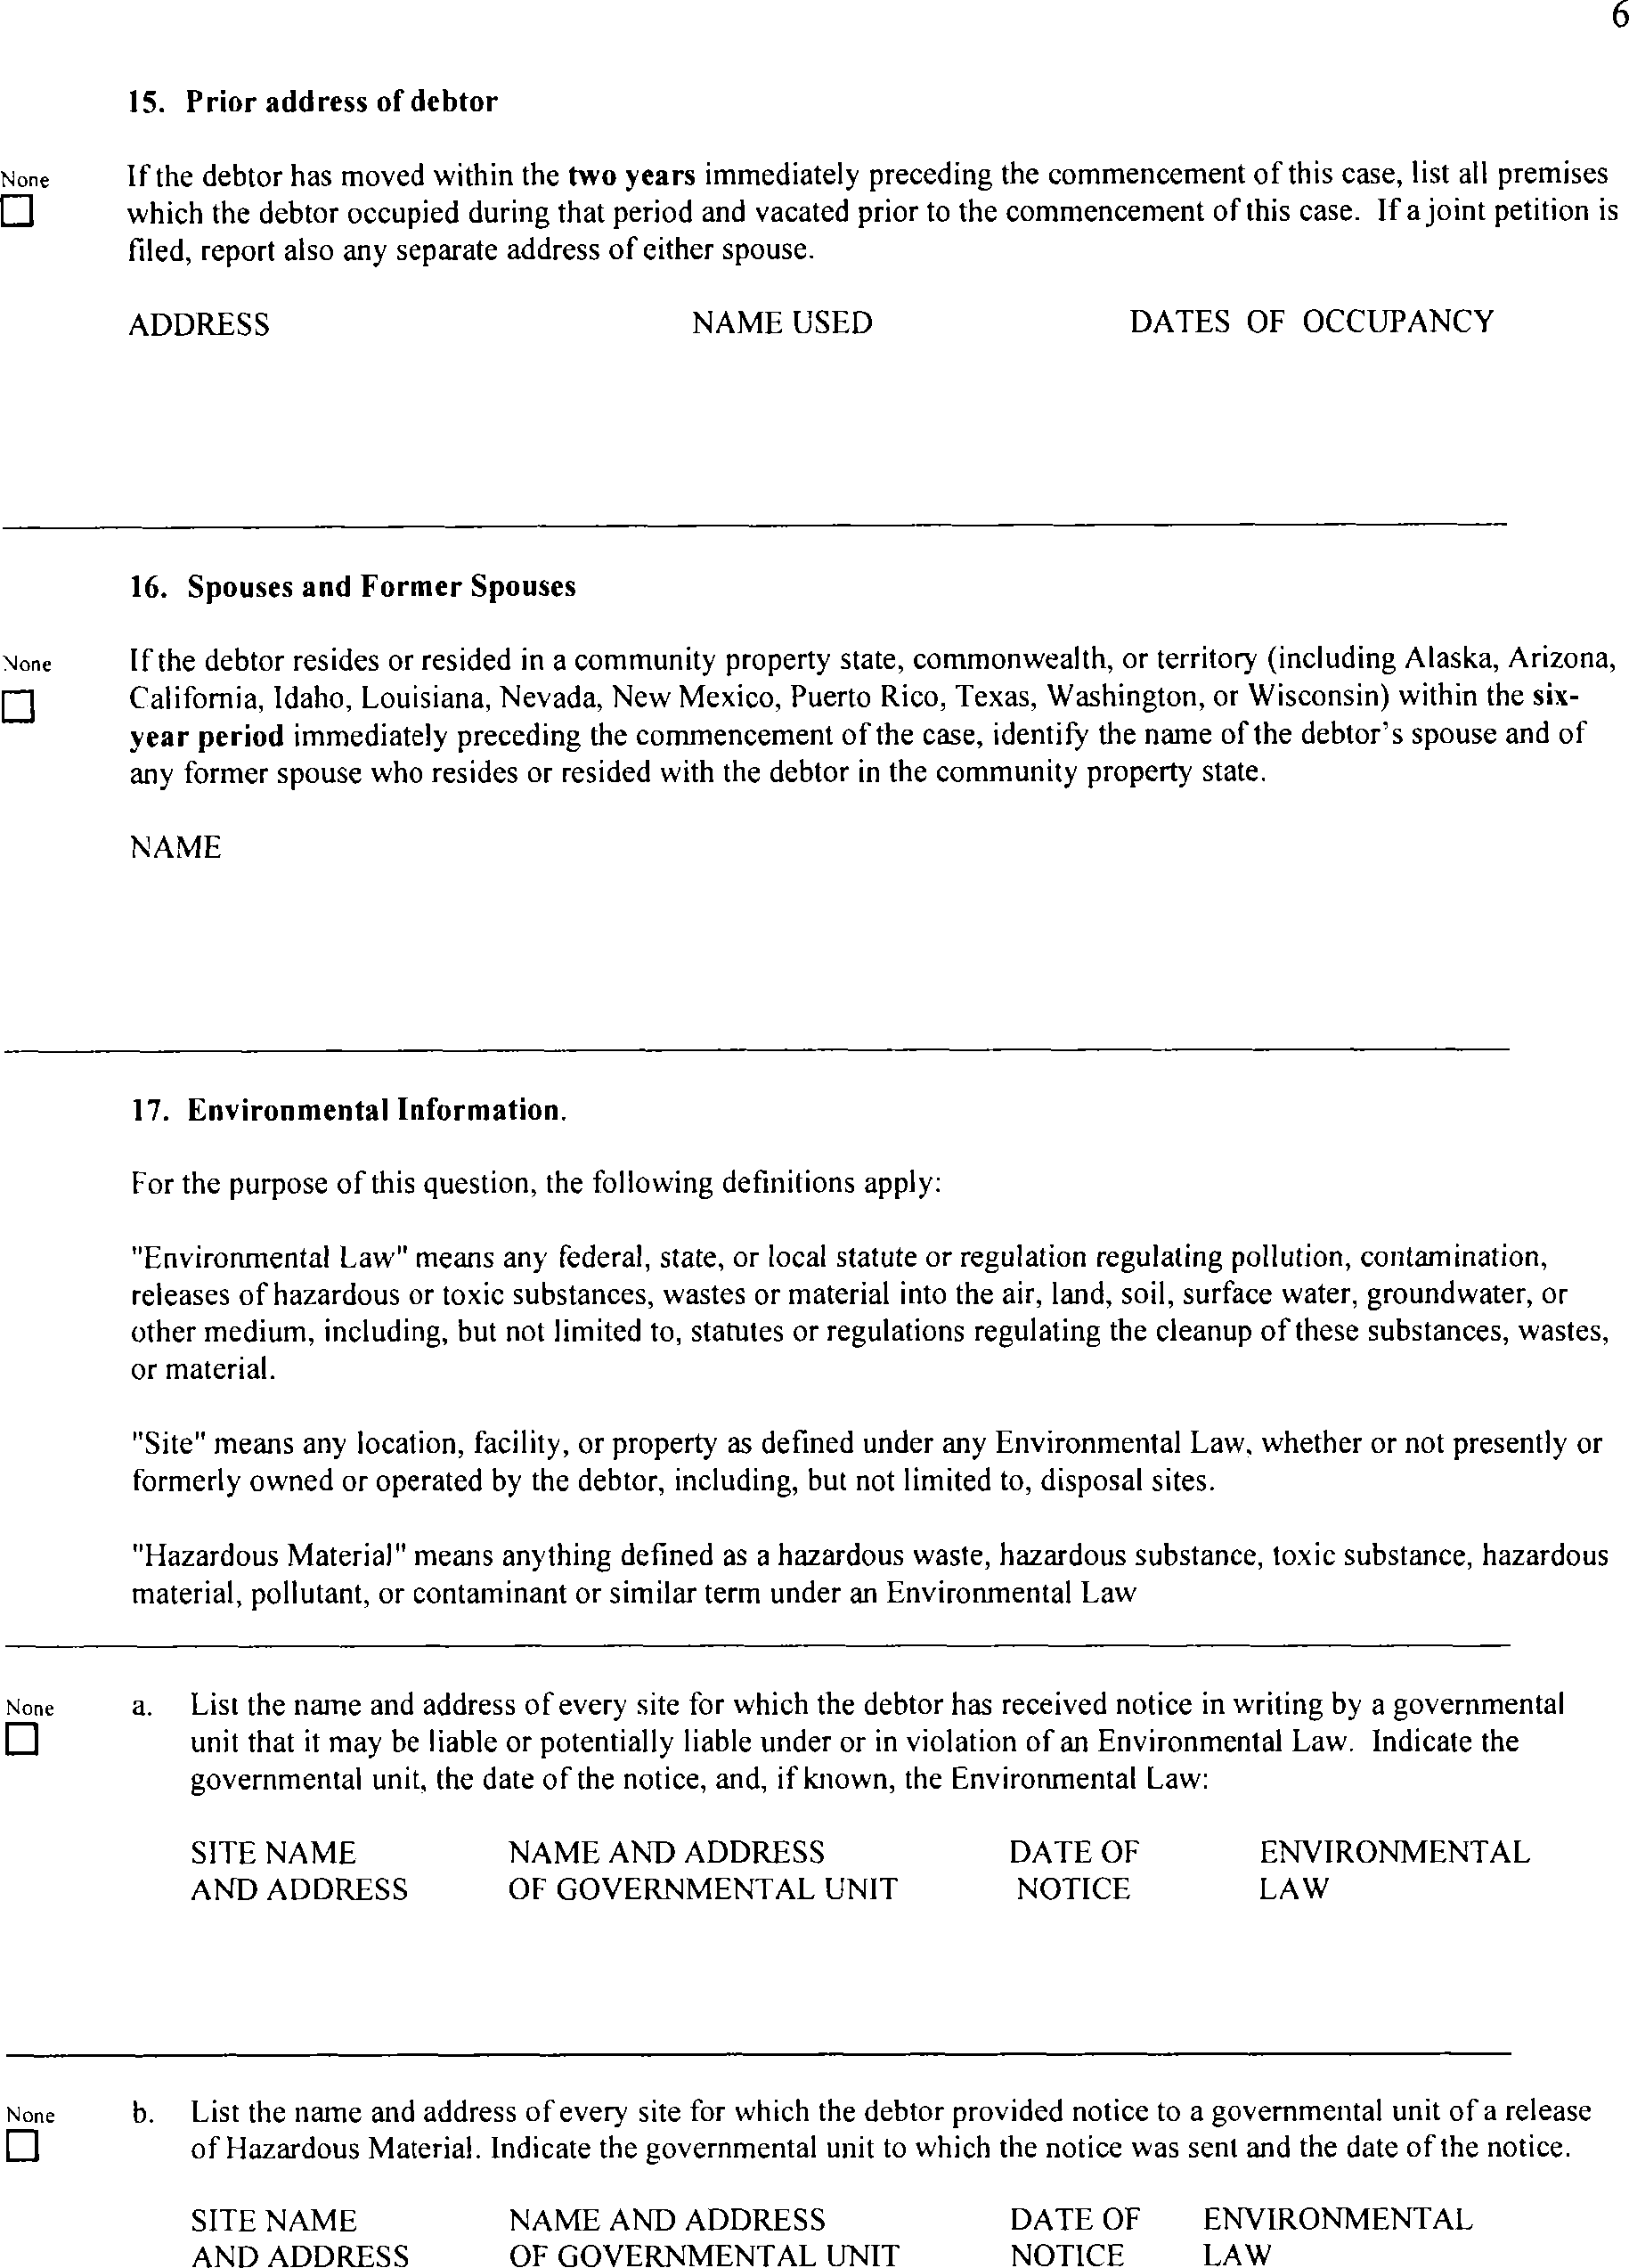 6
15. Prior address of debtor
None
If the debtor has moved within the two years immediately preceding the commencement of this case, list all premises
☐ which the debtor occupied during that period and vacated prior to the commencement of this case. If a joint petition is
filed, report also any separate address of either spouse.
ADDRESS NAME USED DATES OF OCCUPANCY
16. Spouses and Former Spouses
None
If the debtor resides or resided in a community property state, commonwealth, or territory (including Alaska, Arizona,
☐ California, Idaho, Louisiana, Nevada, New Mexico, Puerto Rico, Texas, Washington, or Wisconsin) within the six-
year period immediately preceding the commencement of the case, identify the name of the debtor's spouse and of
any former spouse who resides or resided with the debtor in the community property state.
NAME
17. Environmental Information.
For the purpose of this question, the following definitions apply:
"Environmental Law" means any federal, state, or local statute or regulation regulating pollution, contamination,
releases of hazardous or toxic substances, wastes or material into the air, land, soil, surface water, groundwater, or
other medium, including, but not limited to, statutes or regulations regulating the cleanup of these substances, wastes,
or material.
"Site" means any location, facility, or property as defined under any Environmental Law, whether or not presently or
formerly owned or operated by the debtor, including, but not limited to, disposal sites.
"Hazardous Material" means anything defined as a hazardous waste, hazardous substance, toxic substance, hazardous
material, pollutant, or contaminant or similar term under an Environmental Law
None
a. List the name and address of every site for which the debtor has received notice in writing by a governmental
☐ unit that it may be liable or potentially liable under or in violation of an Environmental Law. Indicate the
governmental unit, the date of the notice, and, if known, the Environmental Law:
SITE NAME NAME AND ADDRESS DATE OF ENVIRONMENTAL
AND ADDRESS OF GOVERNMENTAL UNIT NOTICE LAW
None
b. List the name and address of every site for which the debtor provided notice to a governmental unit of a release
☐ of Hazardous Material. Indicate the governmental unit to which the notice was sent and the date of the notice.
SITE NAME NAME AND ADDRESS DATE OF ENVIRONMENTAL
AND ADDRESS OF GOVERNMENTAL UNIT NOTICE LAW